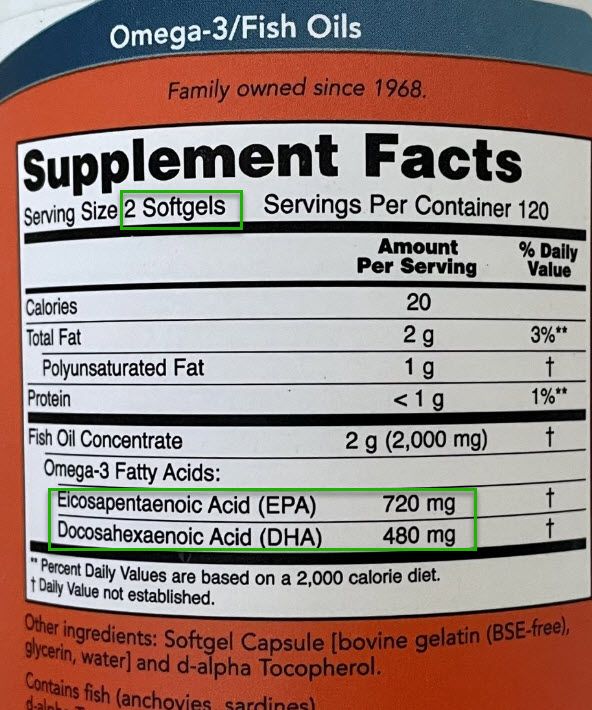 Omega-3/Fish Oils
Family owned since 1968.
Supplement Facts
Serving Size 2 Softgels Servings Per Container 120
Amount Per Serving % Daily Value
Calories 20
Total Fat 2 g 3%**
Polyunsaturated Fat 1 g †
Protein < 1 g 1%**
Fish Oil Concentrate 2 g (2,000 mg) †
Omega-3 Fatty Acids:
Eicosapentaenoic Acid (EPA) 720 mg †
Docosahexaenoic Acid (DHA) 480 mg †
** Percent Daily Values are based on a 2,000 calorie diet.
† Daily Value not established.
Other ingredients: Softgel Capsule [bovine gelatin (BSE-free),
glycerin, water] and d-alpha Tocopherol.
Contains fish (anchovies, sardines)